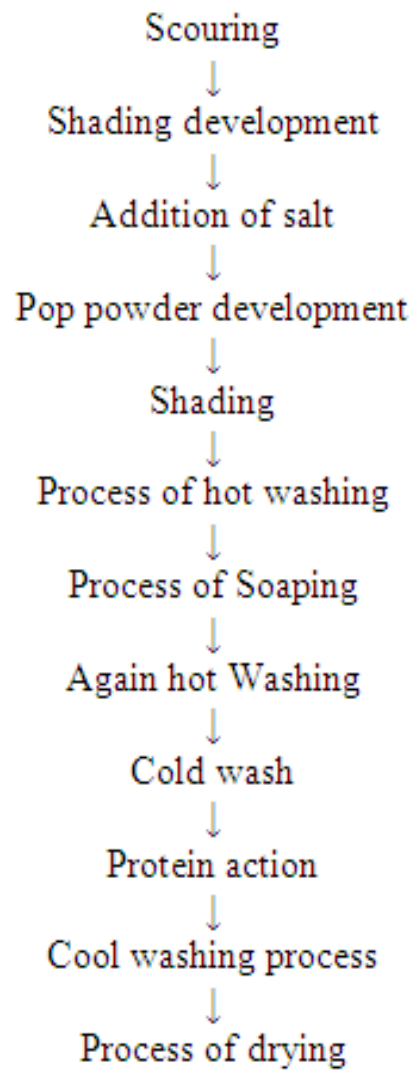 Scouring
↓
Shading development
↓
Addition of salt
↓
Pop powder development
↓
Shading
↓
Process of hot washing
↓
Process of Soaping
↓
Again hot Washing
↓
Cold wash
↓
Protein action
↓
Cool washing process
↓
Process of drying